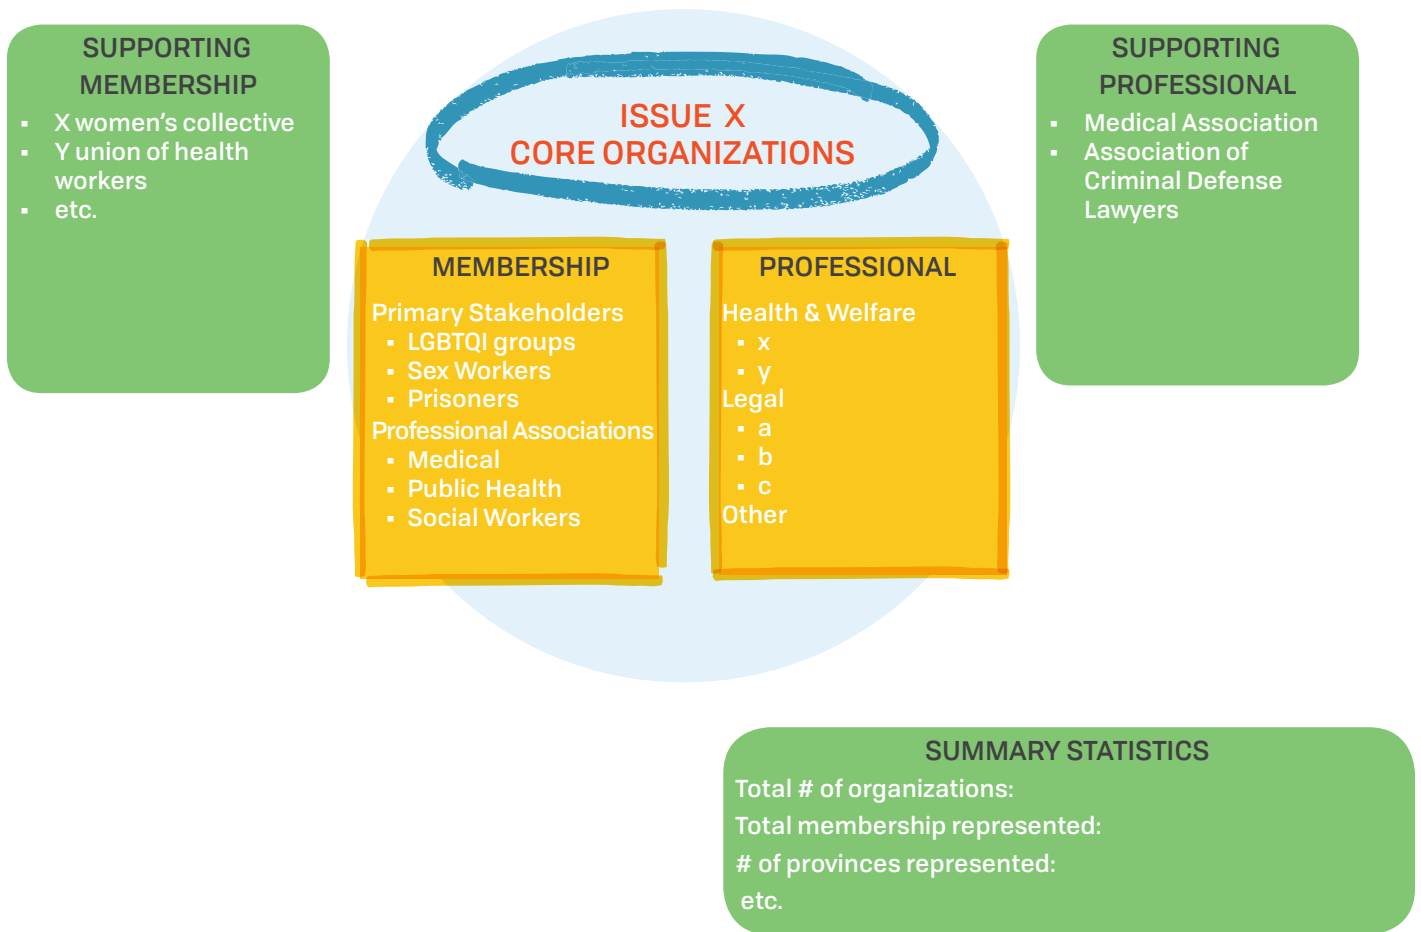 SUPPORTING
MEMBERSHIP
▪ X women's collective
▪ Y union of health
workers
▪ etc.
ISSUE X
CORE ORGANIZATIONS
SUPPORTING
PROFESSIONAL
▪ Medical Association
▪ Association of
Criminal Defense
Lawyers
MEMBERSHIP
Primary Stakeholders
▪ LGBTQI groups
▪ Sex Workers
▪ Prisoners
Professional Associations
▪ Medical
▪ Public Health
▪ Social Workers
PROFESSIONAL
Health & Welfare
▪ x
▪ y
Legal
▪ a
▪ b
▪ c
Other
SUMMARY STATISTICS
Total # of organizations:
Total membership represented:
# of provinces represented:
etc.